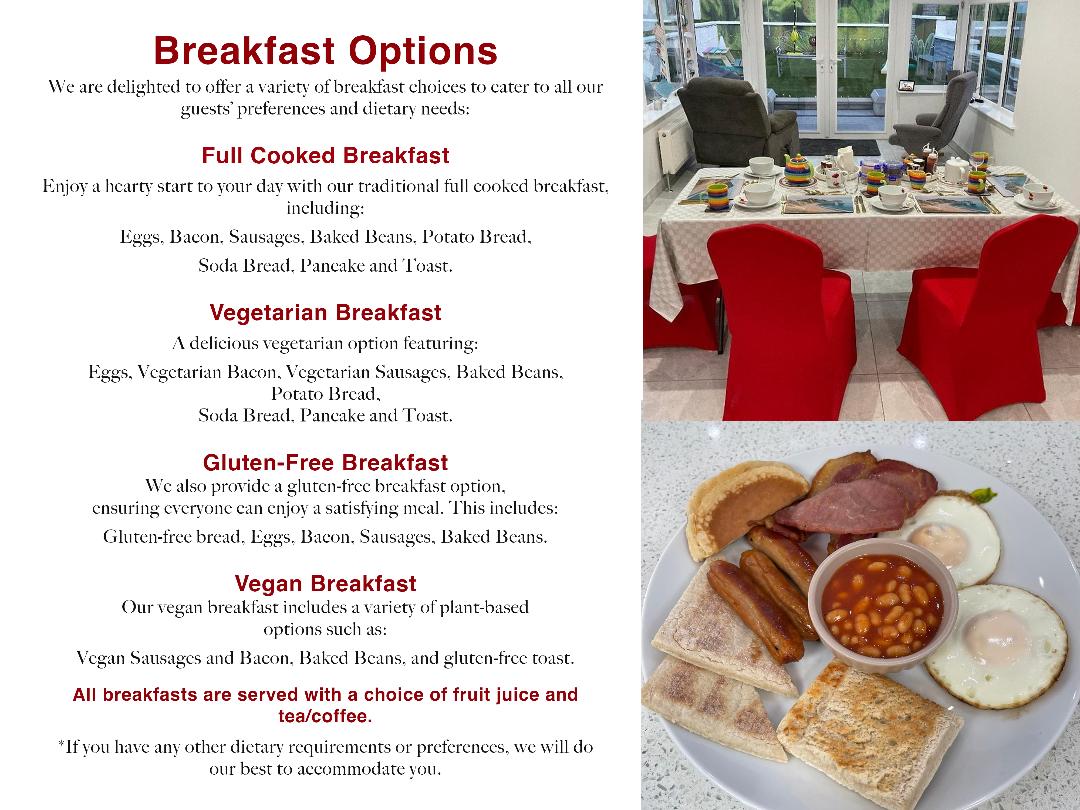 Breakfast Options
We are delighted to offer a variety of breakfast choices to cater to all our
guests' preferences and dietary needs:
Full Cooked Breakfast
Enjoy a hearty start to your day with our traditional full cooked breakfast,
including:
Eggs, Bacon, Sausages, Baked Beans, Potato Bread,
Soda Bread, Pancake and Toast.
Vegetarian Breakfast
A delicious vegetarian option featuring:
Eggs, Vegetarian Bacon, Vegetarian Sausages, Baked Beans,
Potato Bread,
Soda Bread, Pancake and Toast.
Gluten-Free Breakfast
We also provide a gluten-free breakfast option,
ensuring everyone can enjoy a satisfying meal. This includes:
Gluten-free bread, Eggs, Bacon, Sausages, Baked Beans.
Vegan Breakfast
Our vegan breakfast includes a variety of plant-based
options such as:
Vegan Sausages and Bacon, Baked Beans, and gluten-free toast.
All breakfasts are served with a choice of fruit juice and
tea/coffee.
*If you have any other dietary requirements or preferences, we will do
our best to accommodate you.